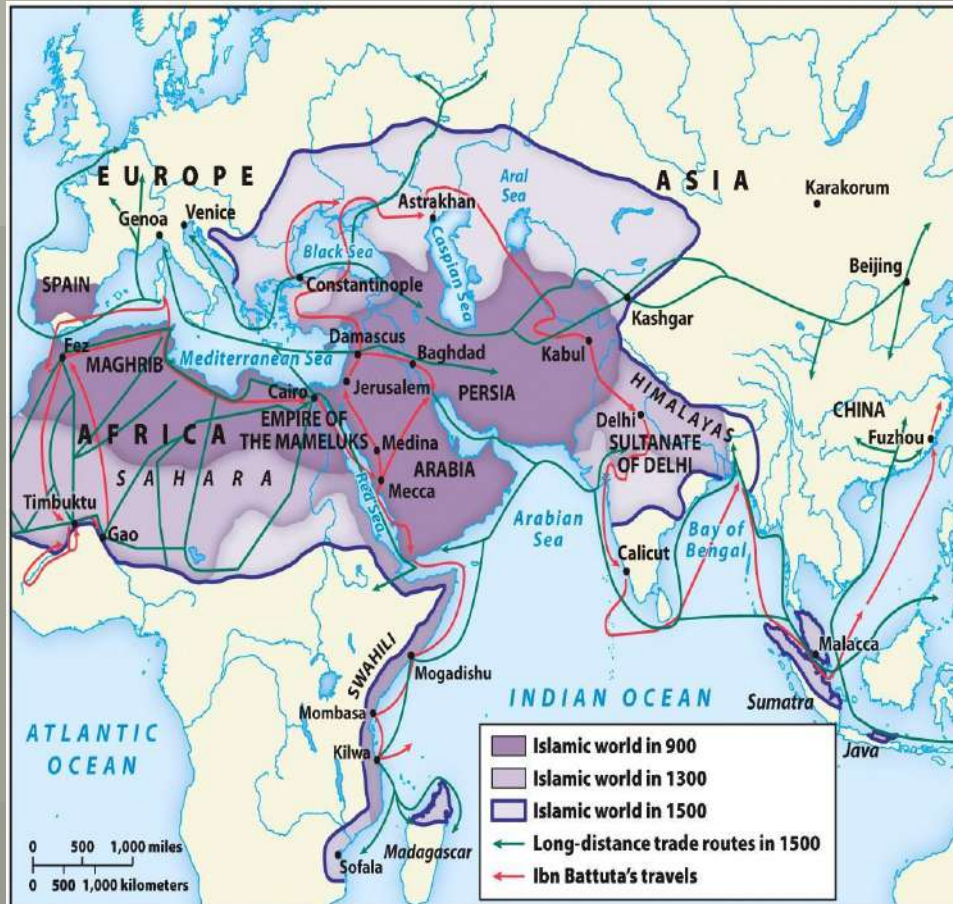 EUROPE
ASIA
Aral
Sea
Karakorum
Astrakhan
Genoa
Venice
Black Sea
Caspian Sea
Beijing
SPAIN
Constantinople
Kashgar
Fez
MAGHRIB
Mediterranean Sea
Damascus
Baghdad
Kabul
Jerusalem
PERSIA
Cairo
EMPIRE OF
THE MAMELUKS
HIMALAYAS
CHINA
Delhi
SULTANATE
OF DELHI
Fuzhou
AFRICA
Medina
ARABIA
SAHARA
Mecca
Red Sea
Timbuktu
Gao
Arabian
Sea
Bay of
Bengal
Calicut
SWAHILI
Mogadishu
Malacca
INDIAN OCEAN
Sumatra
Mombasa
Java
ATLANTIC
OCEAN
Kilwa
Madagascar
Sofala
Islamic world in 900
Islamic world in 1300
Islamic world in 1500
Long-distance trade routes in 1500
Ibn Battuta's travels
0 500 1,000 miles
0 500 1,000 kilometers